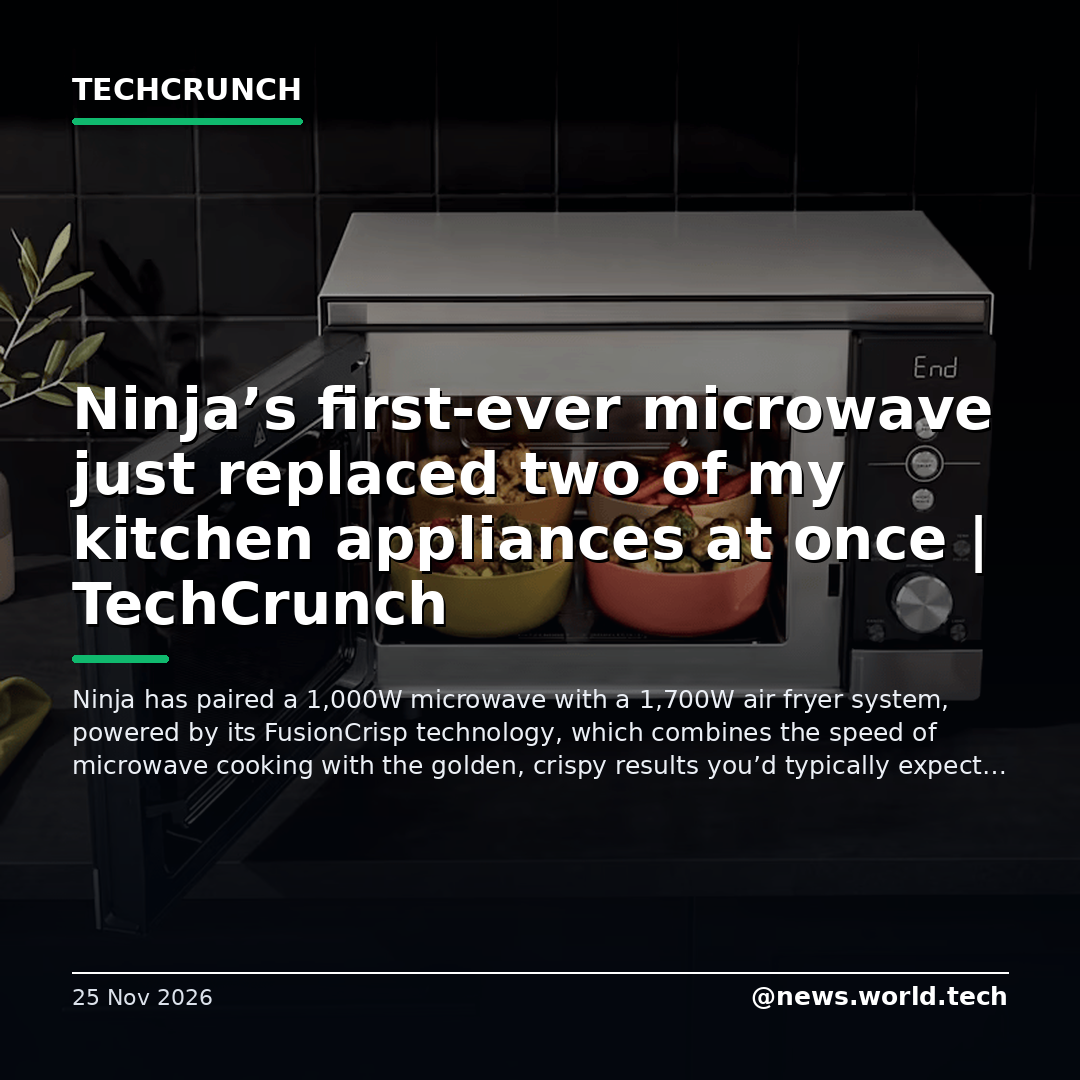 TECHCRUNCH
End
Ninja’s first-ever microwave
just replaced two of my
kitchen appliances at once |
TechCrunch
Ninja has paired a 1,000W microwave with a 1,700W air fryer system,
powered by its FusionCrisp technology, which combines the speed of
microwave cooking with the golden, crispy results you’d typically expect…
25 Nov 2026
@news.world.tech